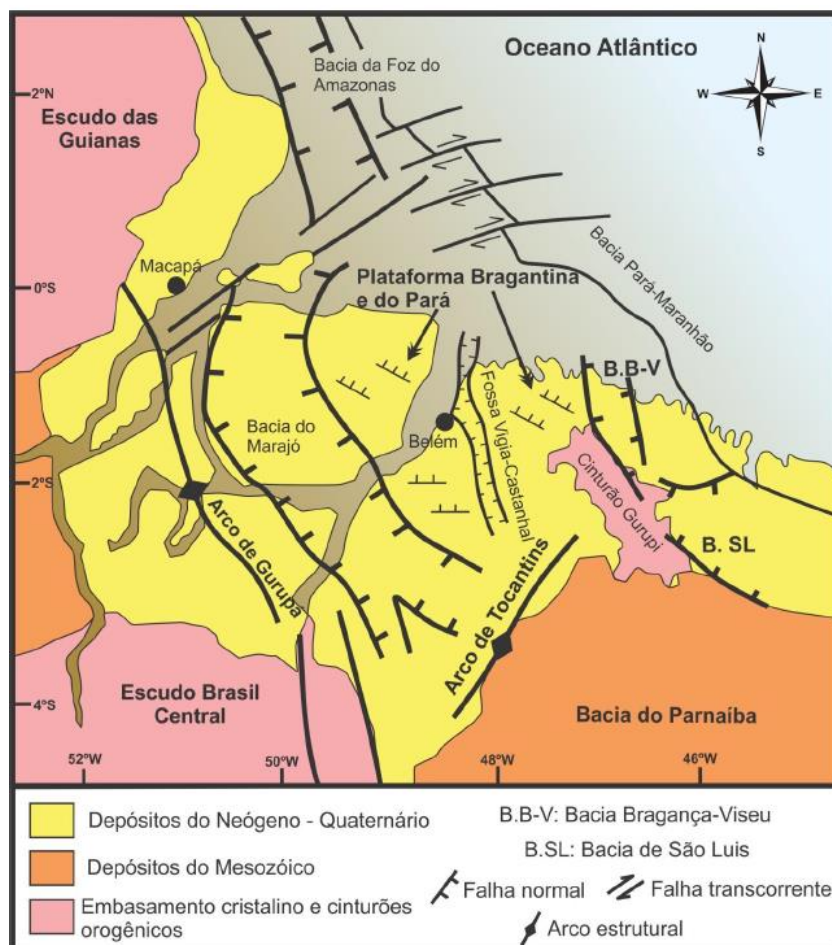 Oceano Atlântico
Bacia da Foz do
Amazonas
N
W
E
S
2ºN
Escudo das
Guianas
Macapá
0ºS
Plataforma Bragantina
e do Pará
Bacia Pará-Maranhão
B.B-V
Bacia do
Marajó
Belém
Fossa Vigia-Castanhal
Cinturão Gurupi
2ºS
Arco de Gurupá
B. SL
Arco de Tocantins
Escudo Brasil
Central
Bacia do Parnaíba
4ºS
52ºW
50ºW
48ºW
46ºW
Depósitos do Neógeno - Quaternário
B.B-V: Bacia Bragança-Viseu
B.SL: Bacia de São Luis
Depósitos do Mesozóico
Falha normal
Falha transcorrente
Embasamento cristalino e cinturões
orogênicos
Arco estrutural